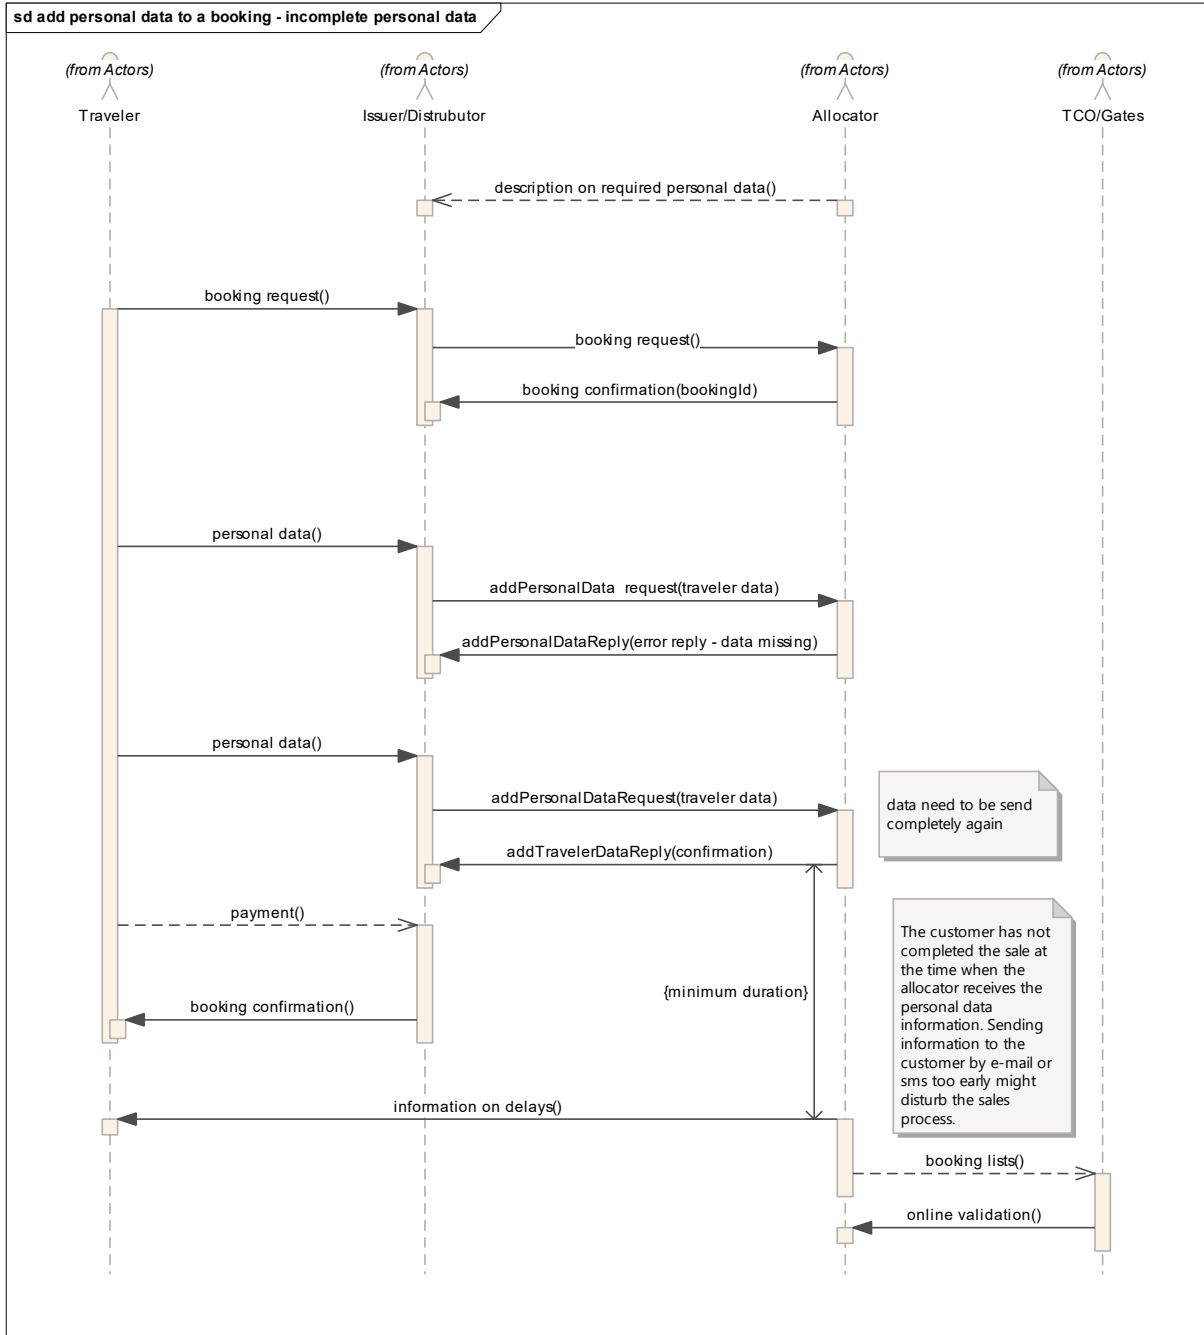 sd add personal data to a booking - incomplete personal data
(from Actors)
(from Actors)
(from Actors)
(from Actors)
Traveler
Issuer/Distrubutor
Allocator
TCO/Gates
description on required personal data()
booking request()
booking request()
booking confirmation(bookingId)
personal data()
addPersonalData  request(traveler data)
addPersonalDataReply(error reply - data missing)
personal data()
addPersonalDataRequest(traveler data)
data need to be send
completely again
addTravelerDataReply(confirmation)
payment()
The customer has not
completed the sale at
the time when the
allocator receives the
personal data
information. Sending
information to the
customer by e-mail or
sms too early might
disturb the sales
process.
{minimum duration}
booking confirmation()
information on delays()
booking lists()
online validation()